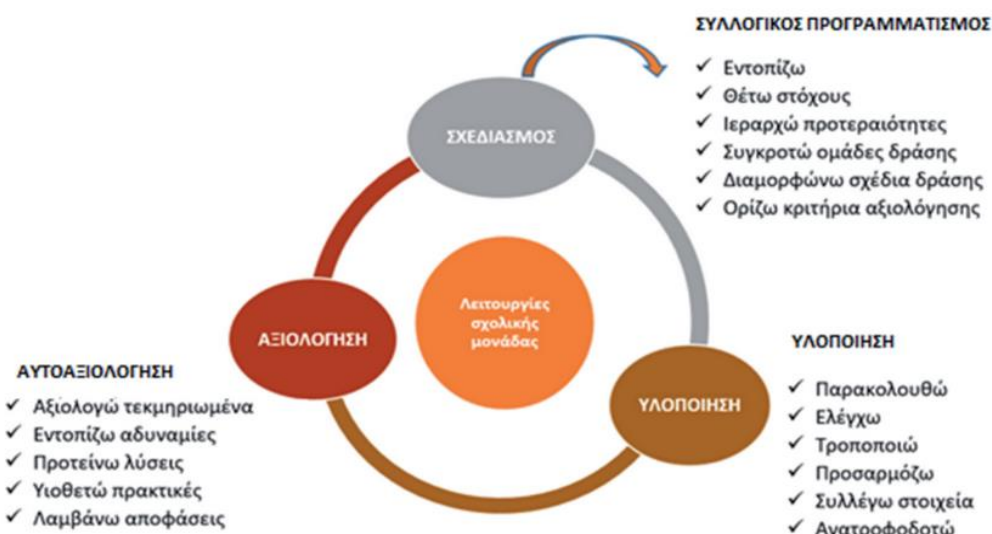 ΣΥΛΛΟΓΙΚΟΣ ΠΡΟΓΡΑΜΜΑΤΙΣΜΟΣ
✓ Εντοπίζω
✓ Θέτω στόχους
✓ Ιεραρχώ προτεραιότητες
✓ Συγκροτώ ομάδες δράσης
✓ Διαμορφώνω σχέδια δράσης
✓ Ορίζω κριτήρια αξιολόγησης
ΣΧΕΔΙΑΣΜΟΣ
Λειτουργίες
σχολικής
μονάδας
ΑΞΙΟΛΟΓΗΣΗ
ΥΛΟΠΟΙΗΣΗ
ΑΥΤΟΑΞΙΟΛΟΓΗΣΗ
✓ Αξιολογώ τεκμηριωμένα
✓ Εντοπίζω αδυναμίες
✓ Προτείνω λύσεις
✓ Υιοθετώ πρακτικές
✓ Λαμβάνω αποφάσεις
ΥΛΟΠΟΙΗΣΗ
✓ Παρακολουθώ
✓ Ελέγχω
✓ Τροποποιώ
✓ Προσαρμόζω
✓ Συλλέγω στοιχεία
✓ Ανατροφοδοτώ